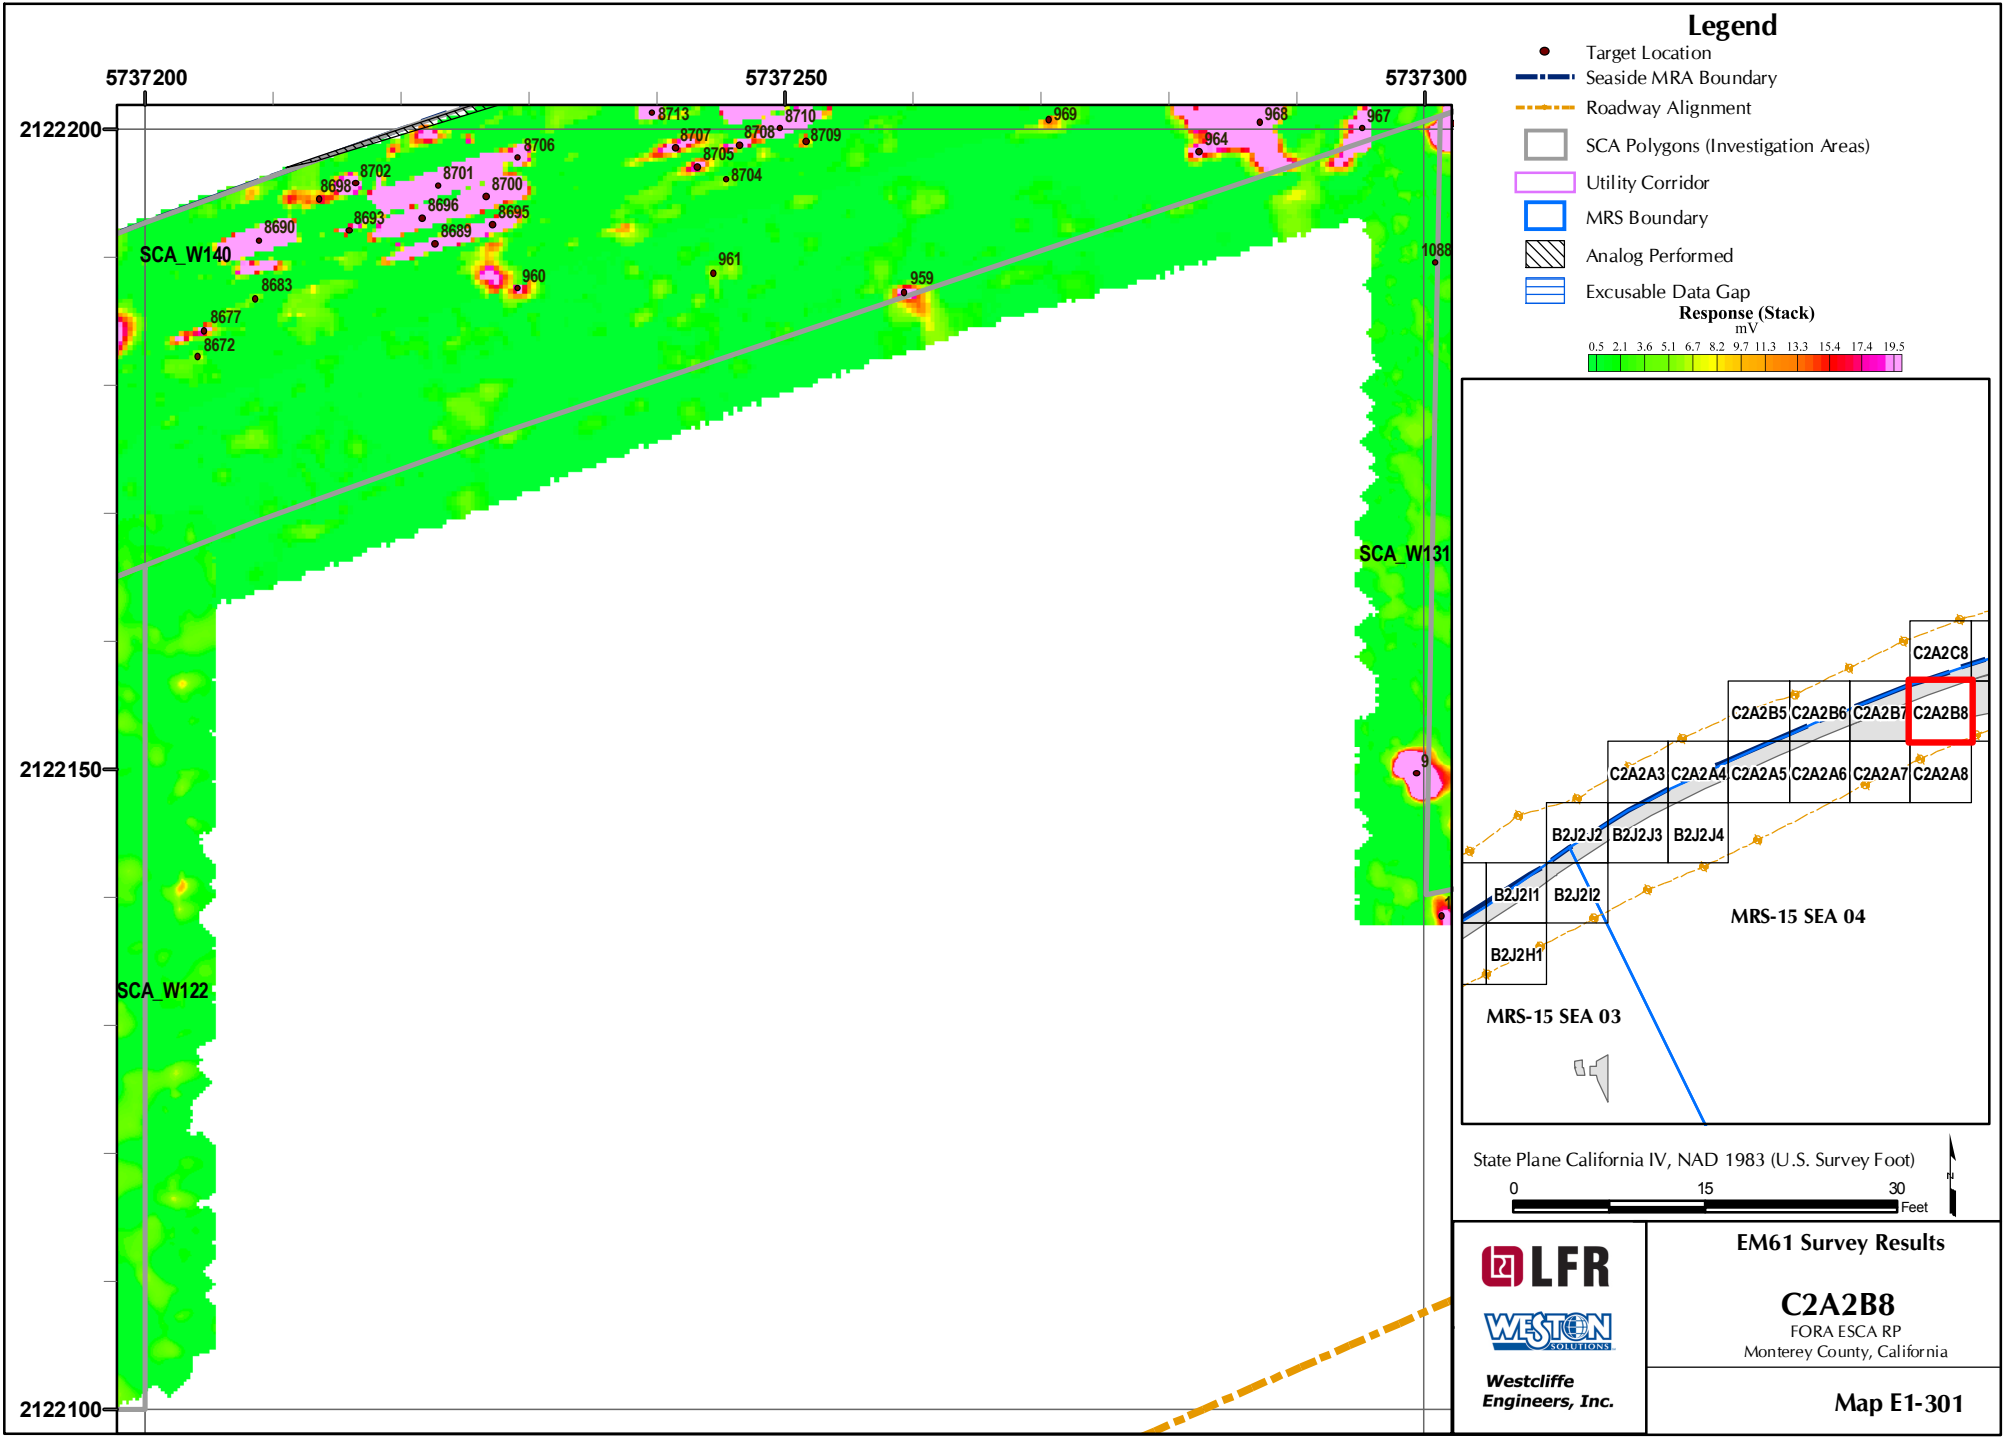 Legend
Target Location
Seaside MRA Boundary
Roadway Alignment
SCA Polygons (Investigation Areas)
Utility Corridor
MRS Boundary
Analog Performed
Excusable Data Gap
Response (Stack)
mV
0.5 2.1 3.6 5.1 6.7 8.2 9.7 11.3 13.3 15.4 17.4 19.5
5737200 5737250 5737300
2122200
2122150
2122100
8713
8710
969
968
967
8707
8708
8709
964
8706
8705
8704
8702
8701
8700
8698
8696
8695
8693
8690
8689
SCA_W140
960
961
959
1088
8683
8677
8672
SCA_W131
9
1
SCA_W122
C2A2C8
C2A2B5 C2A2B6 C2A2B7 C2A2B8
C2A2A3 C2A2A4 C2A2A5 C2A2A6 C2A2A7 C2A2A8
B2J2J2 B2J2J3 B2J2J4
B2J2I1 B2J2I2
MRS-15 SEA 04
B2J2H1
MRS-15 SEA 03
State Plane California IV, NAD 1983 (U.S. Survey Foot)
N
0 15 30
Feet
LFR
WESTON
SOLUTIONS
Westcliffe
Engineers, Inc.
EM61 Survey Results
C2A2B8
FORA ESCA RP
Monterey County, California
Map E1-301